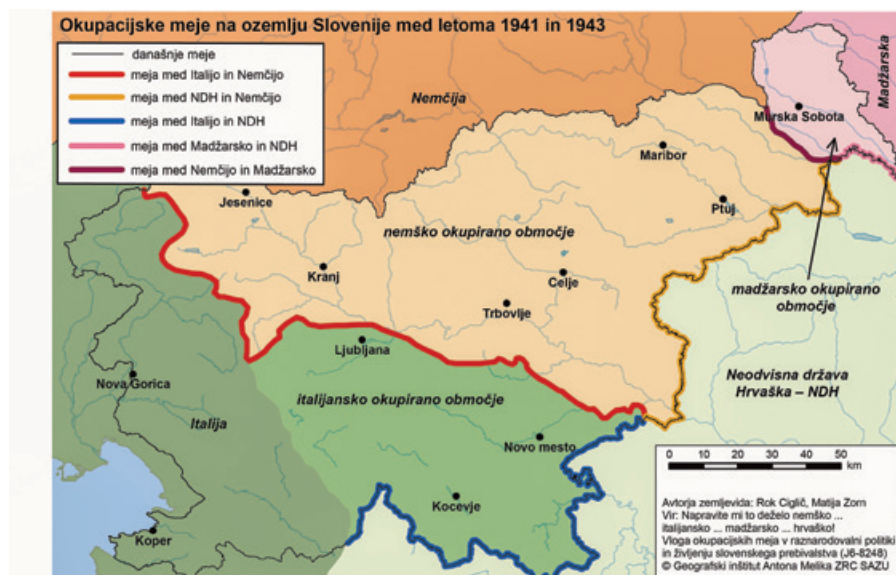 Okupacijske meje na ozemlju Slovenije med letoma 1941 in 1943
današnje meje
meja med Italijo in Nemčijo
meja med NDH in Nemčijo
meja med Italijo in NDH
meja med Madžarsko in NDH
meja med Nemčijo in Madžarsko
Nemčija
Madžarska
Murska Sobota
Maribor
Jesenice
Ptuj
nemško okupirano območje
Kranj
Celje
madžarsko okupirano
območje
Trbovlje
Ljubljana
Nova Gorica
Neodvisna država
Hrvaška – NDH
italijansko okupirano območje
Italija
Novo mesto
Kocevje
Koper
0 10 20 30 40 50
km
Avtorja zemljevida: Rok Ciglič, Matija Zorn
Vir: Napravite mi to deželo nemško ...
italijansko ... madžarsko ... hrvaško!
Vloga okupacijskih meja v raznarodovalni politiki
in življenju slovenskega prebivalstva (J6-8248)
© Geografski inštitut Antona Melika ZRC SAZU